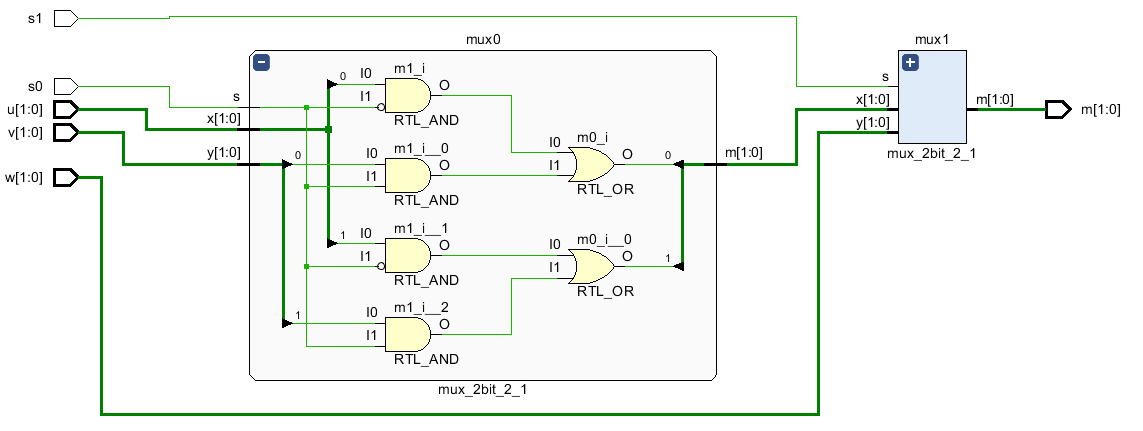 s1
mux0
mux1
s0
u[1:0]
v[1:0]
w[1:0]
s
x[1:0]
y[1:0]
0
I0
m1_i
O
I1
RTL_AND
0
I0
m1_i__0
O
I1
RTL_AND
1
I0
m1_i__1
O
I1
RTL_AND
1
I0
m1_i__2
O
I1
RTL_AND
m0_i
I0
O
I1
RTL_OR
0
m0_i__0
I0
O
I1
RTL_OR
1
m[1:0]
mux_2bit_2_1
s
x[1:0]
y[1:0]
m[1:0]
mux_2bit_2_1
m[1:0]